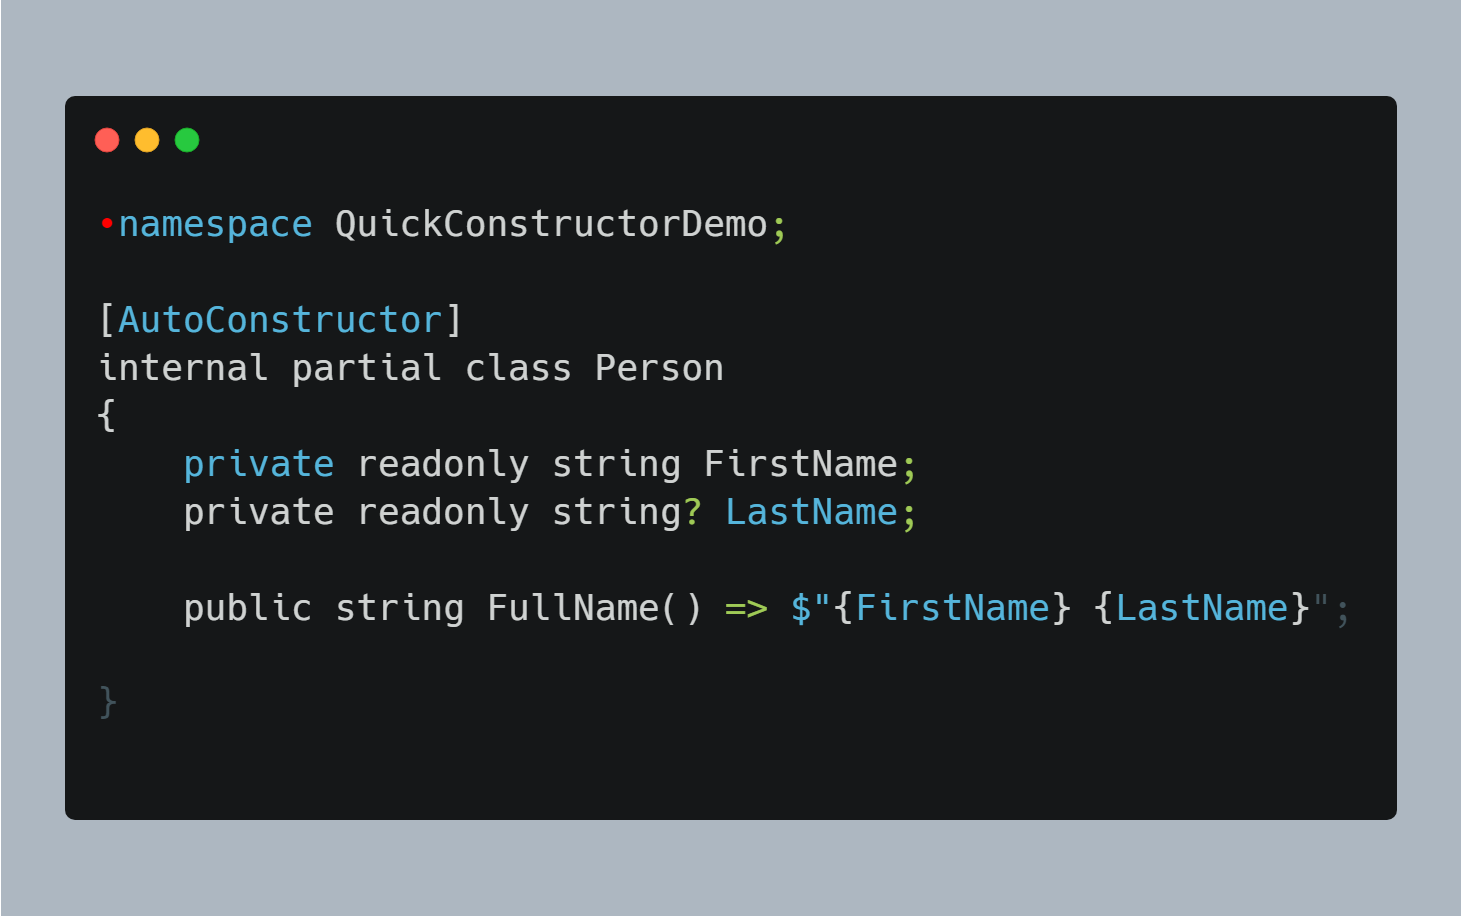 namespace QuickConstructorDemo;
[AutoConstructor]
internal partial class Person
{
    private readonly string FirstName;
    private readonly string? LastName;
    public string FullName() => $"{FirstName} {LastName}";
}